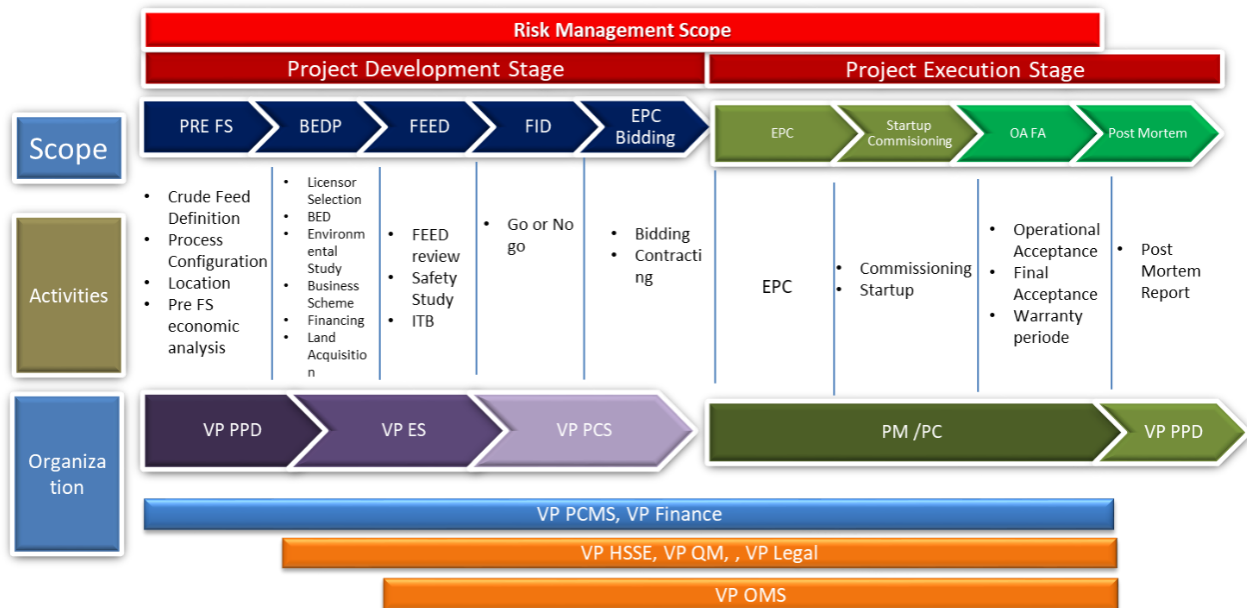 Risk Management Scope
Project Development Stage
Project Execution Stage
Scope
PRE FS
BEDP
FEED
FID
EPC
Bidding
EPC
Startup
Commisioning
OA FA
Post Mortem
Activities
• Crude Feed
Definition
• Process
Configuration
• Location
• Pre FS
economic
analysis
• Licensor
Selection
• BED
• Environm
ental
Study
• Business
Scheme
• Financing
• Land
Acquisitio
n
• FEED
review
• Safety
Study
• ITB
• Go or No
go
• Bidding
• Contracti
ng
EPC
• Commissioning
• Startup
• Operational
Acceptance
• Final
Acceptance
• Warranty
periode
• Post
Mortem
Report
Organiza
tion
VP PPD
VP ES
VP PCS
PM /PC
VP PPD
VP PCMS, VP Finance
VP HSSE, VP QM, , VP Legal
VP OMS